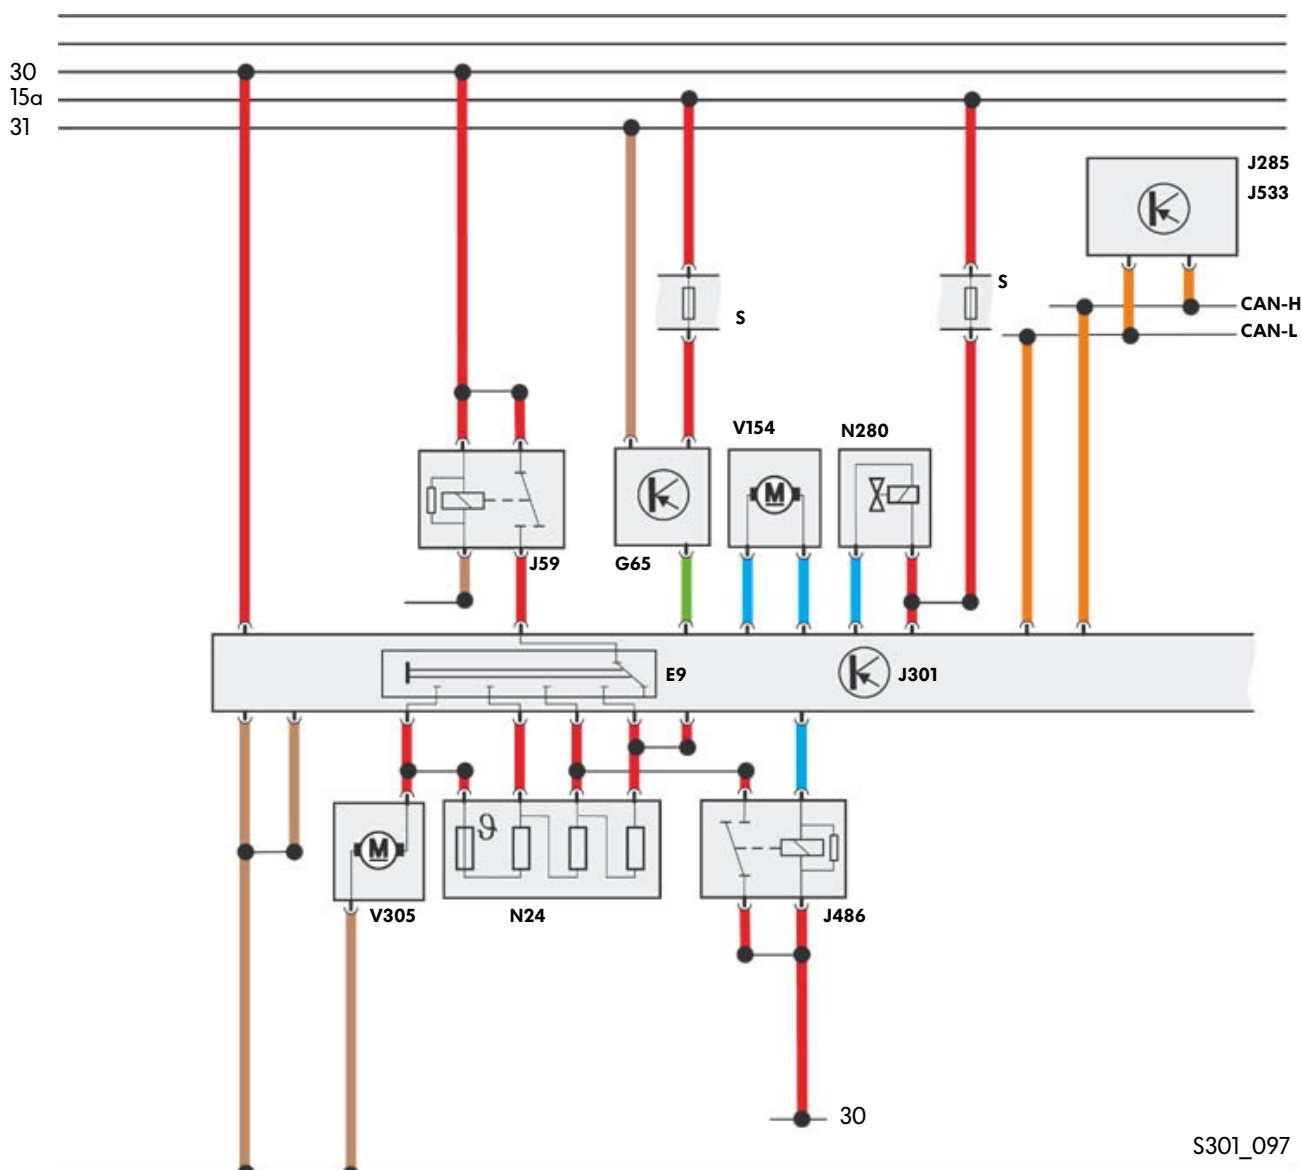 30
15a
31
J285
J533
S
S
CAN-H
CAN-L
V154
N280
M
J59
G65
E9
J301
ϑ
M
V305
N24
J486
30
S301_097